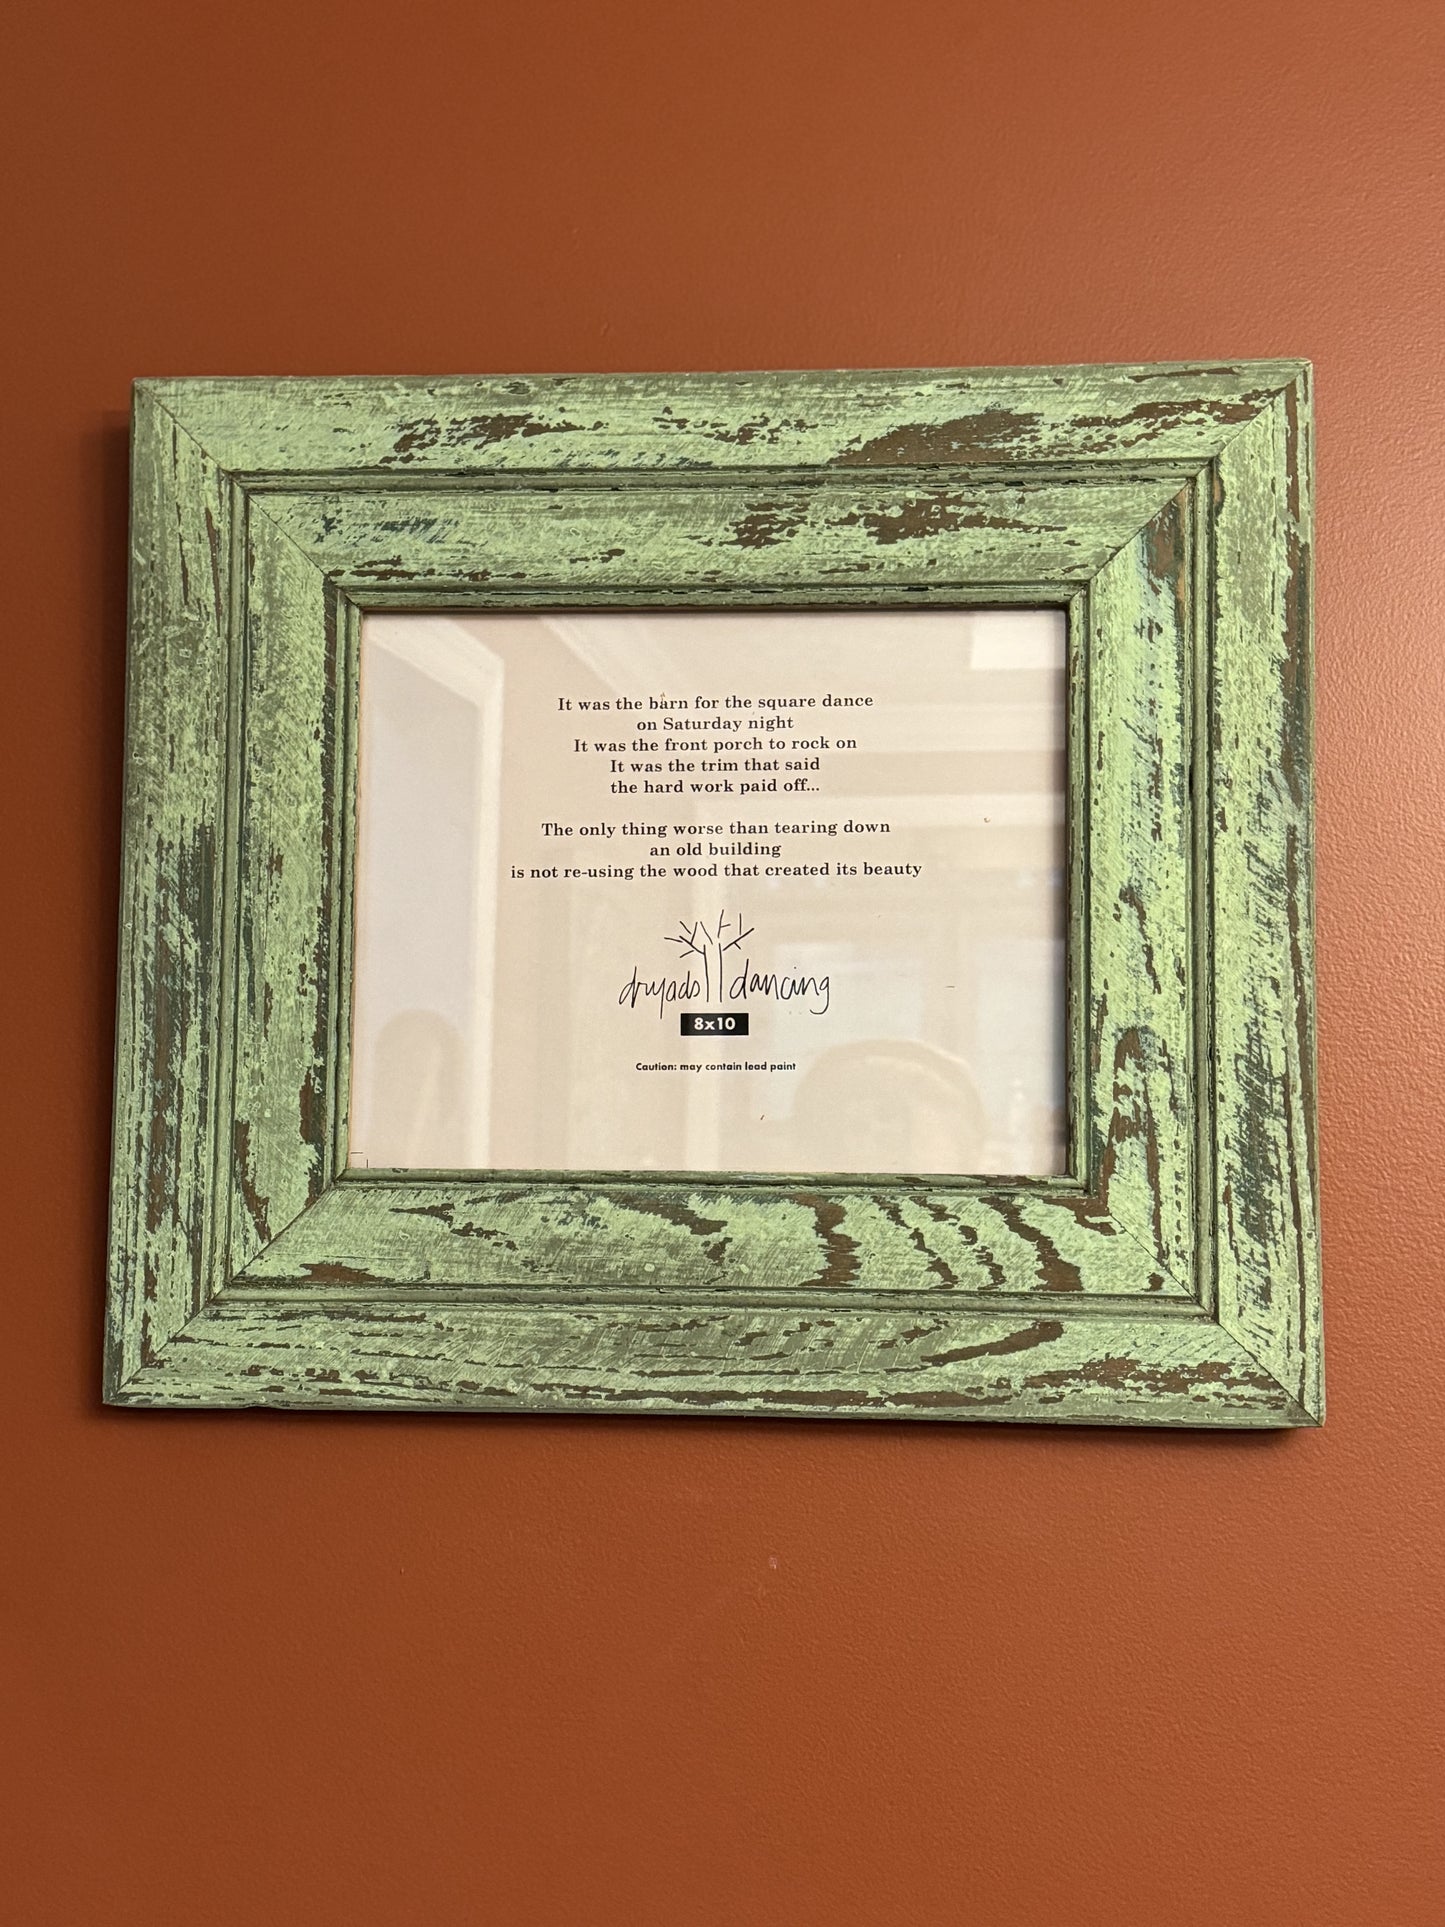 It was the barn for the square dance
on Saturday night
It was the front porch to rock on
It was the trim that said
the hard work paid off...
The only thing worse than tearing down
an old building
is not re-using the wood that created its beauty
dryads dancing
8x10
Caution: may contain lead paint